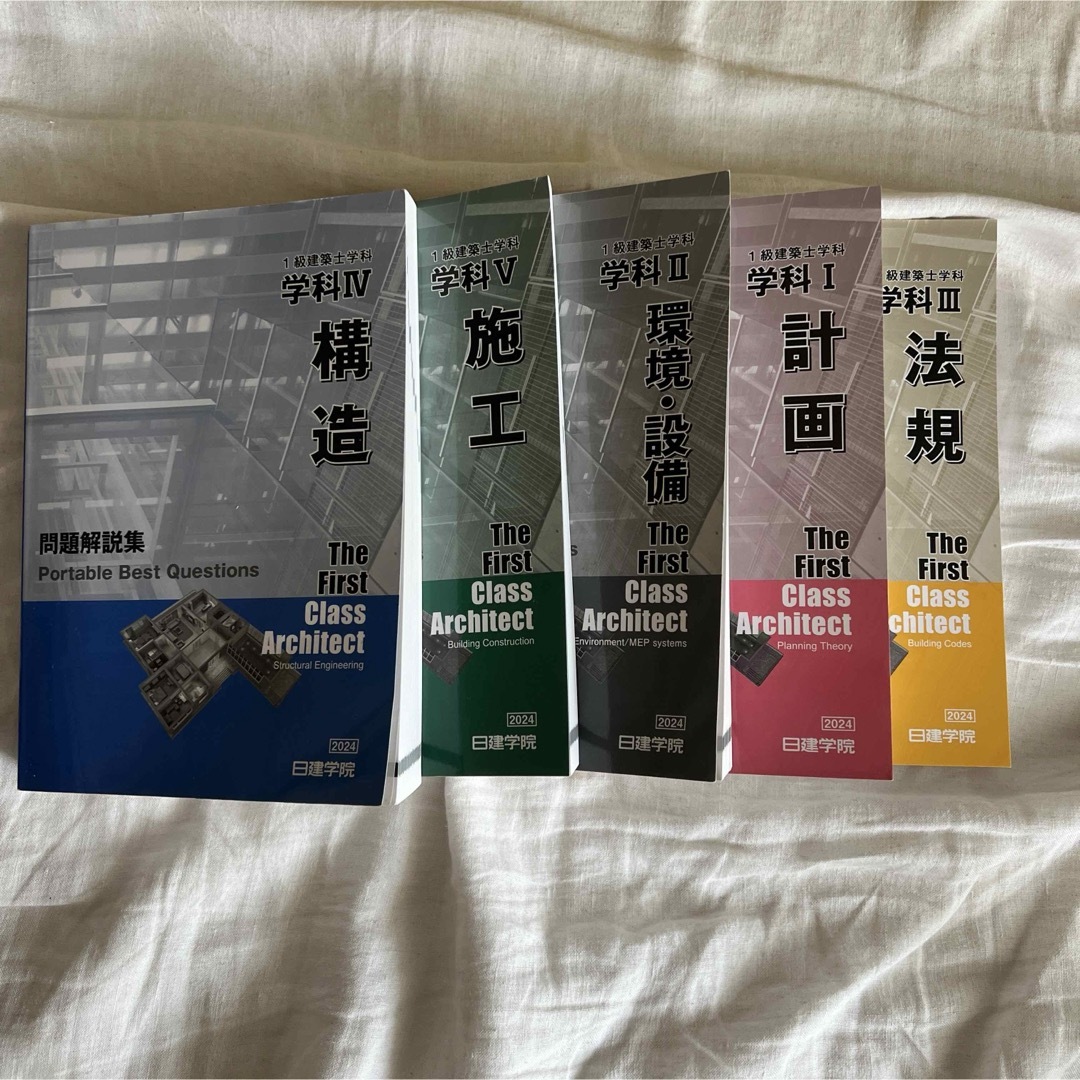 1級建築士学科
学科Ⅳ
構造
問題解説集
Portable Best Questions
The
First
Class
Architect
Structural Engineering
2024
日建学院
1級建築士学科
学科Ⅴ
施工
The
First
Class
Architect
Building Construction
2024
日建学院
1級建築士学科
学科Ⅱ
環境・設備
s
The
First
Class
Architect
Environment/MEP systems
2024
日建学院
1級建築士学科
学科Ⅰ
計画
The
First
Class
Architect
Planning Theory
2024
日建学院
級建築士学科
学科Ⅲ
法規
The
First
Class
chitect
Building Codes
2024
日建学院